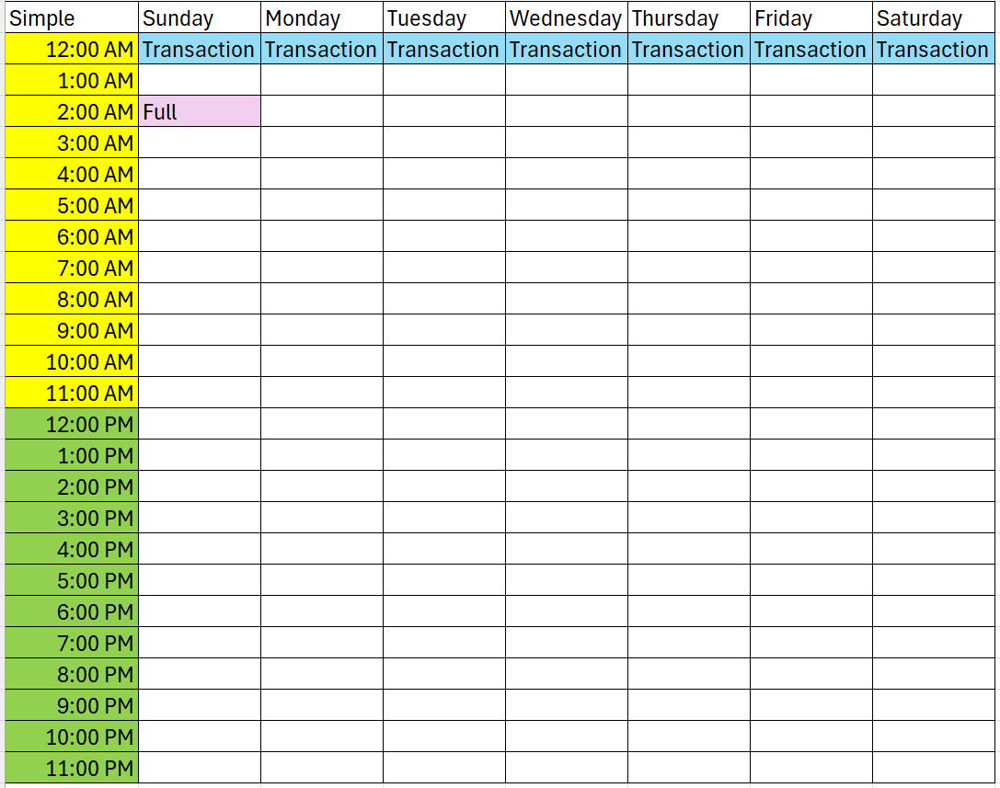 Simple Sunday Monday Tuesday Wednesday Thursday Friday Saturday
12:00 AM Transaction Transaction Transaction Transaction Transaction Transaction Transaction
1:00 AM
2:00 AM Full
3:00 AM
4:00 AM
5:00 AM
6:00 AM
7:00 AM
8:00 AM
9:00 AM
10:00 AM
11:00 AM
12:00 PM
1:00 PM
2:00 PM
3:00 PM
4:00 PM
5:00 PM
6:00 PM
7:00 PM
8:00 PM
9:00 PM
10:00 PM
11:00 PM